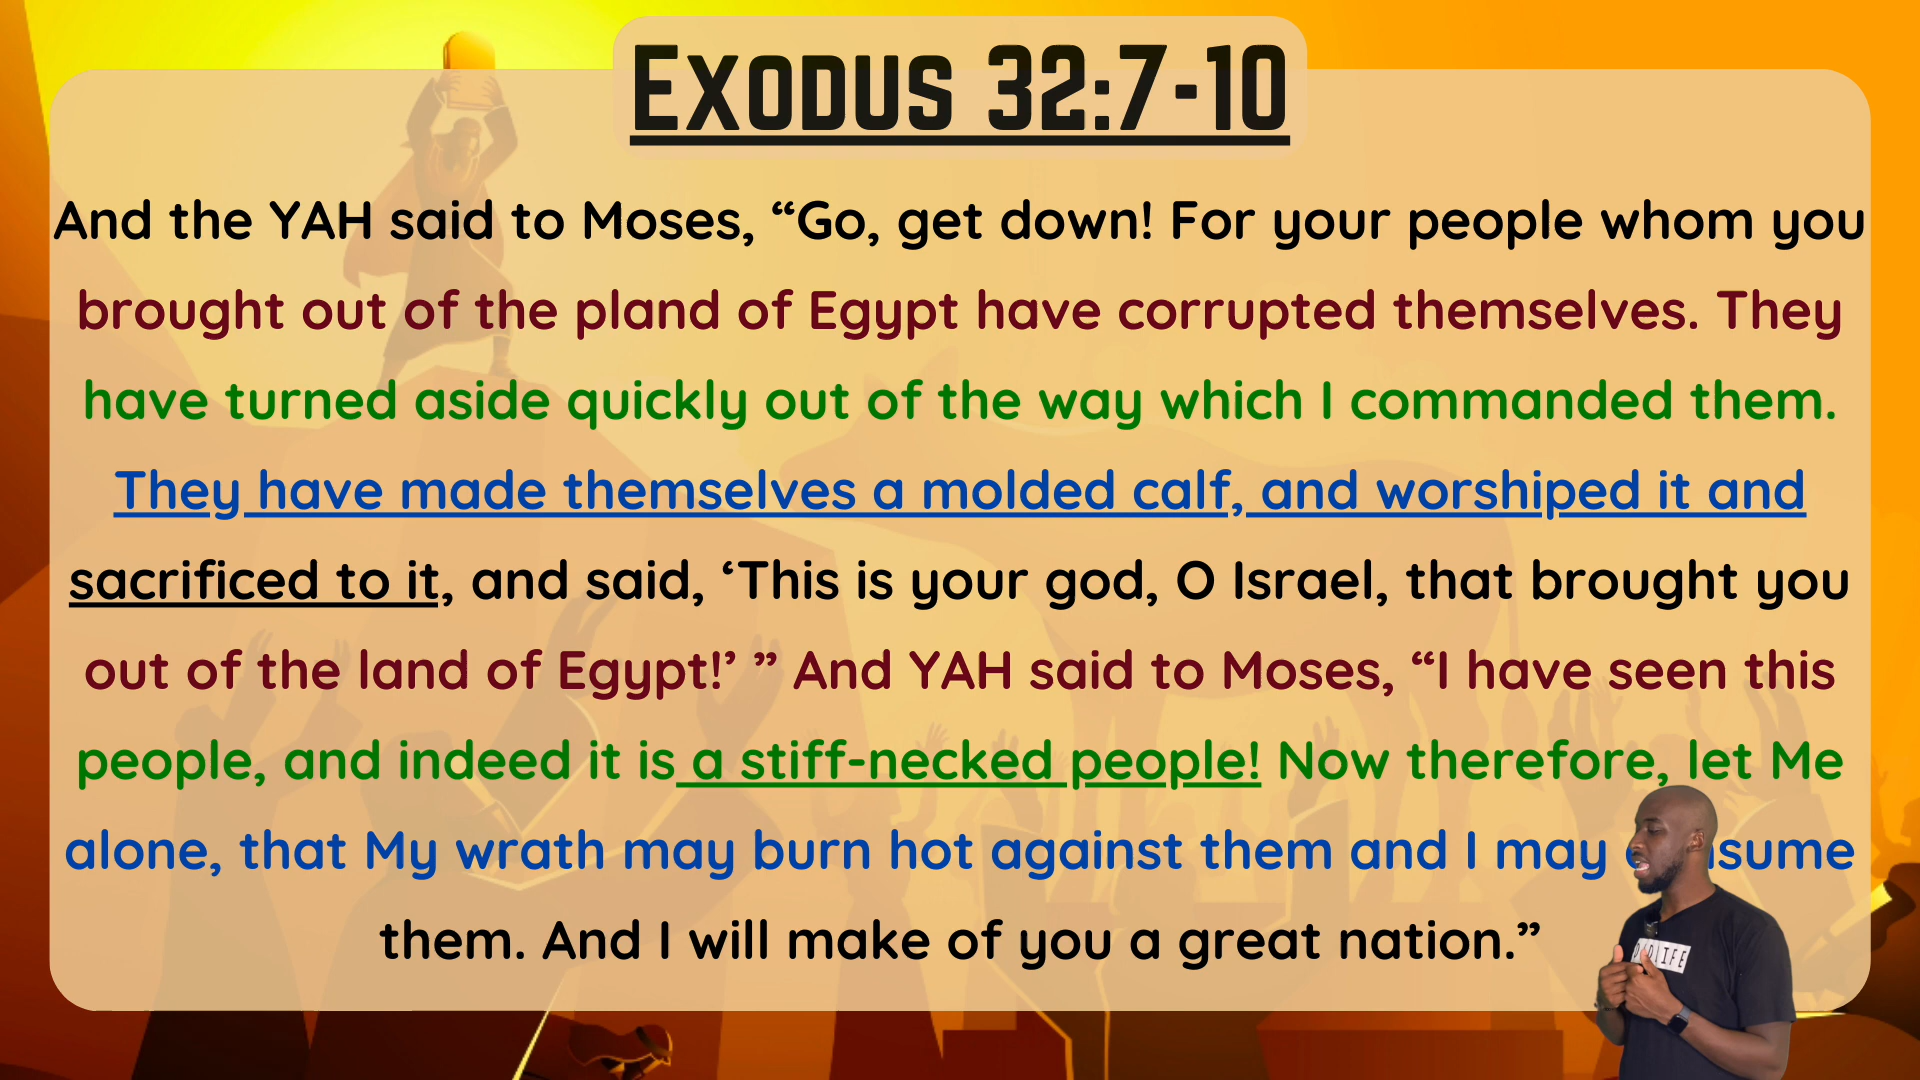 Exodus 32:7-10
And the YAH said to Moses, “Go, get down! For your people whom you
brought out of the pland of Egypt have corrupted themselves. They
have turned aside quickly out of the way which I commanded them.
They have made themselves a molded calf, and worshiped it and
sacrificed to it, and said, ‘This is your god, O Israel, that brought you
out of the land of Egypt!’ ” And YAH said to Moses, “I have seen this
people, and indeed it is a stiff-necked people! Now therefore, let Me
alone, that My wrath may burn hot against them and I may
them. And I will make of you a great nation.”